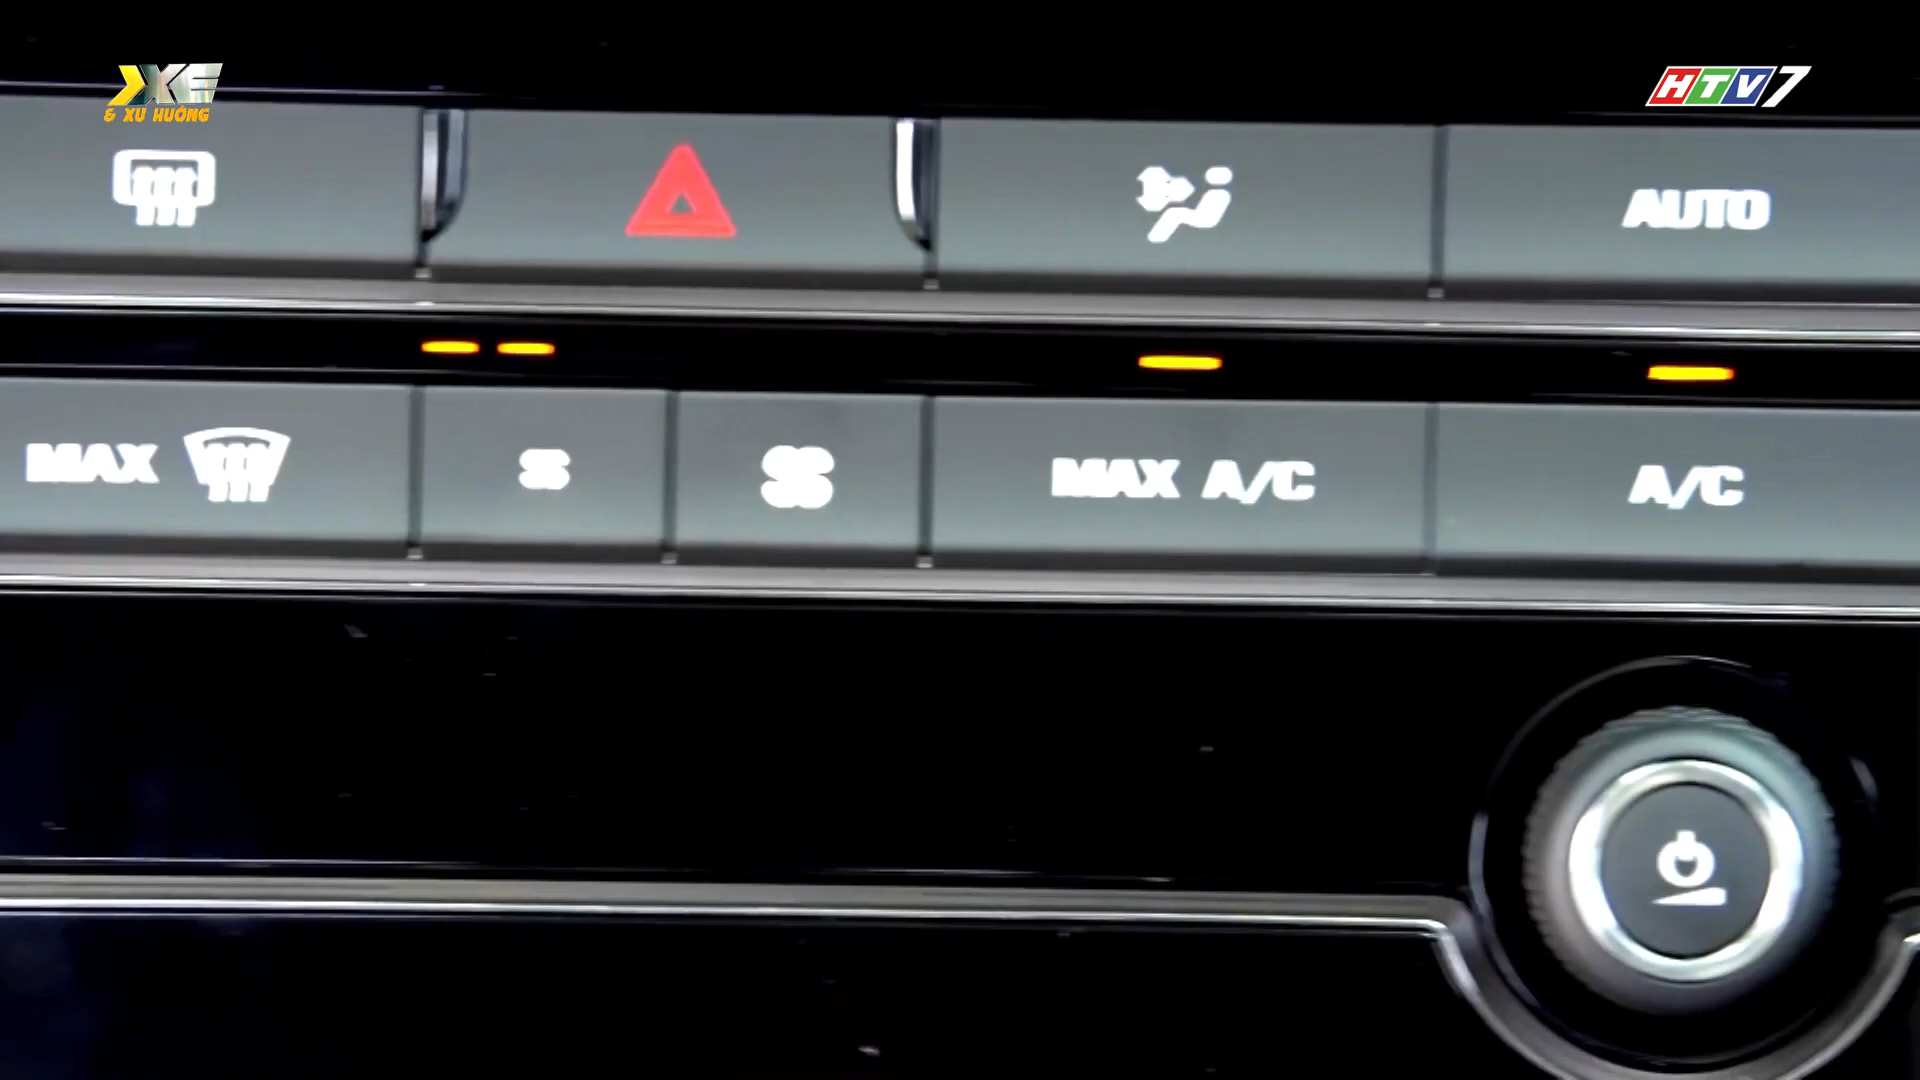 XE
& XU HƯỚNG
HTV7
AUTO
MAX
MAX A/C
A/C